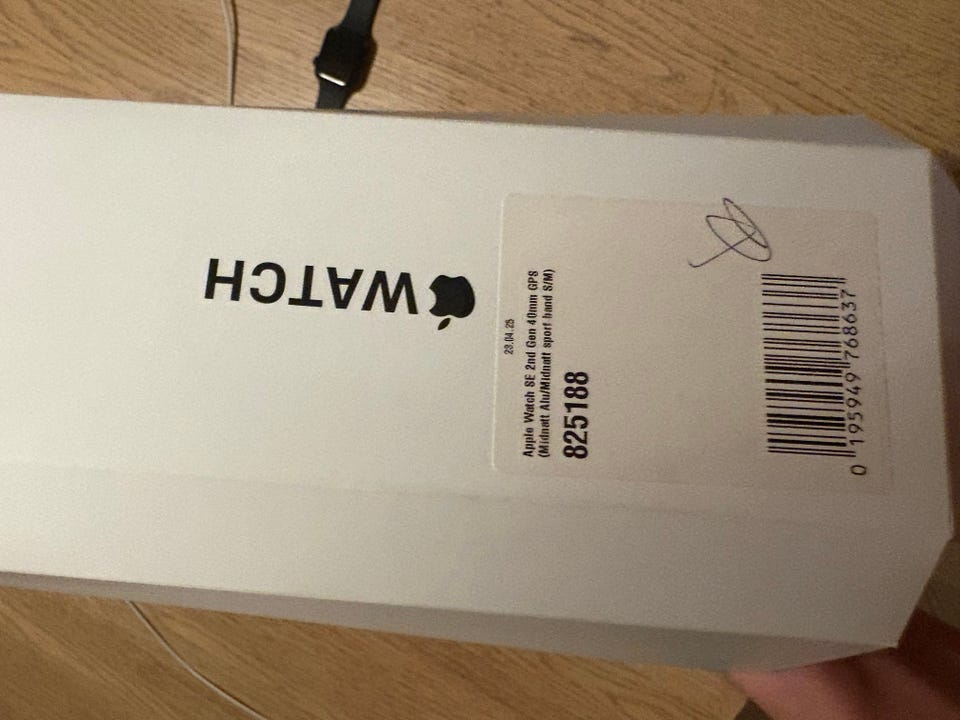 WATCH
23.04.25
Apple Watch SE 2nd Gen 40mm GPS
(Midnatt Alu/Midnatt sport band S/M)
825188
0 195949 768637